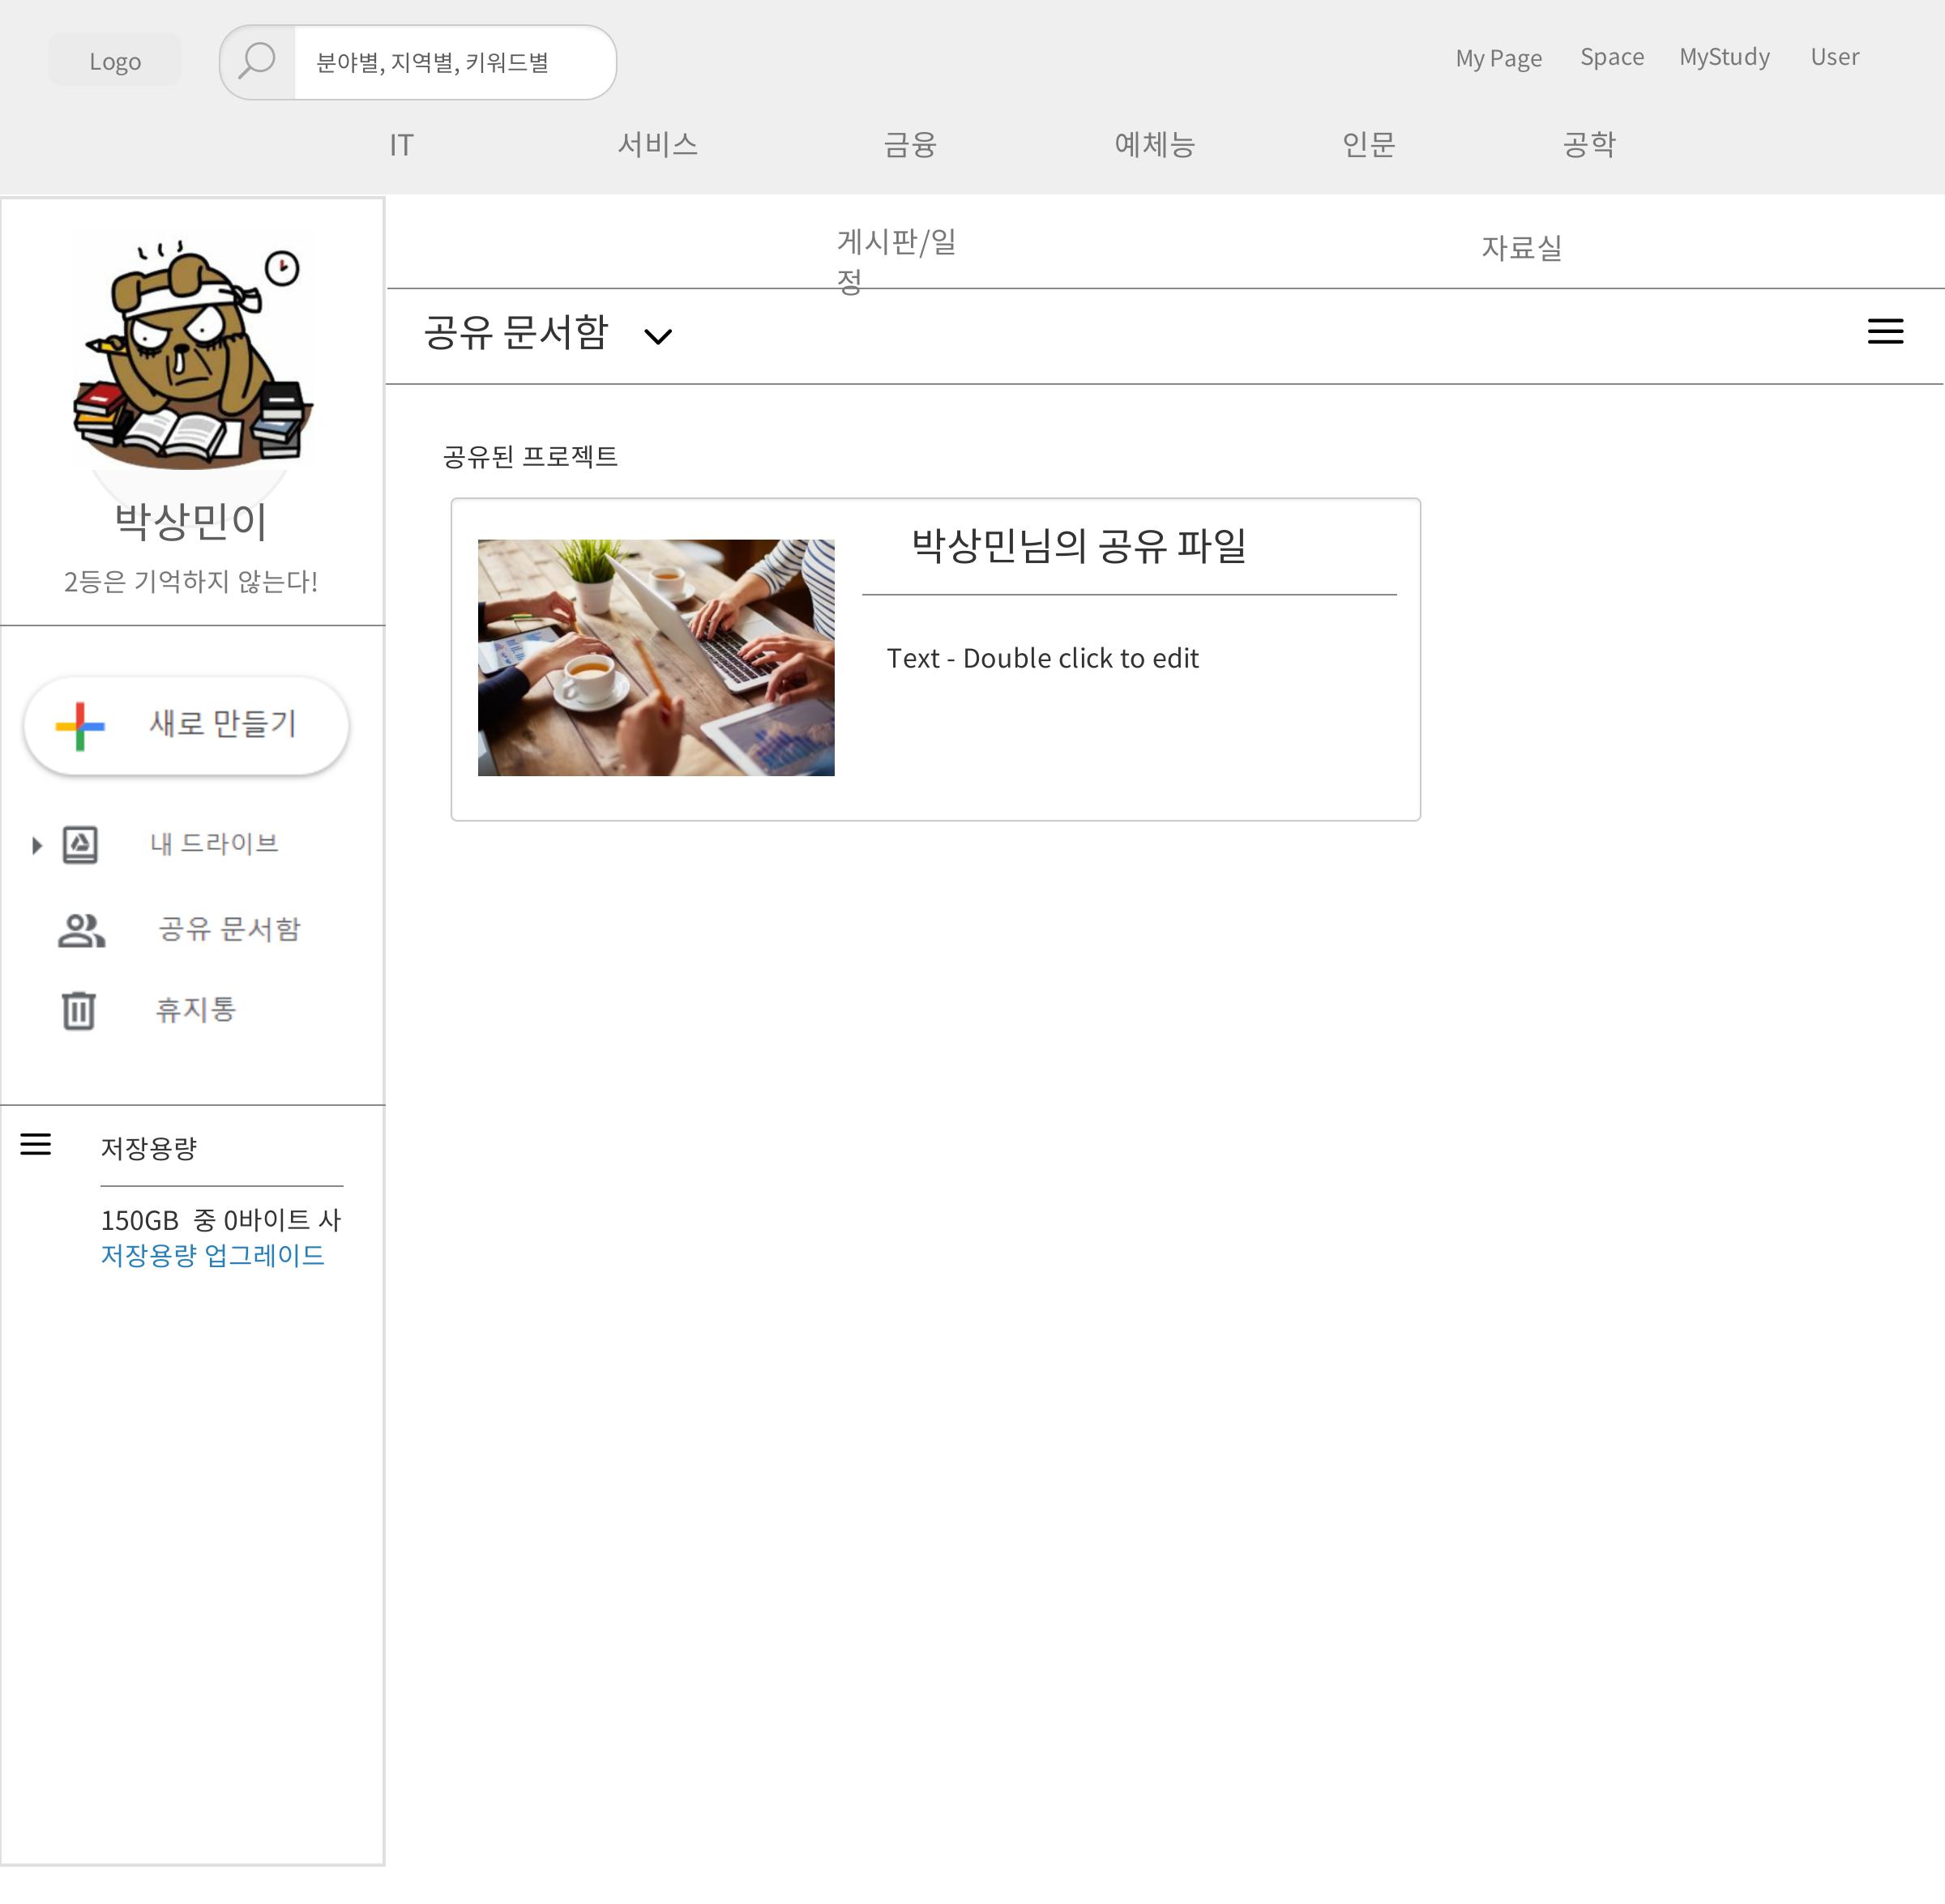 Logo
분야별, 지역별, 키워드별
My Page
Space
MyStudy
User
IT
서비스
금융
예체능
인문
공학
게시판/일
정
자료실
공유 문서함
박상민이
2등은 기억하지 않는다!
새로 만들기
내 드라이브
공유 문서함
휴지통
저장용량
150GB 중 0바이트 사
저장용량 업그레이드
공유된 프로젝트
박상민님의 공유 파일
Text - Double click to edit